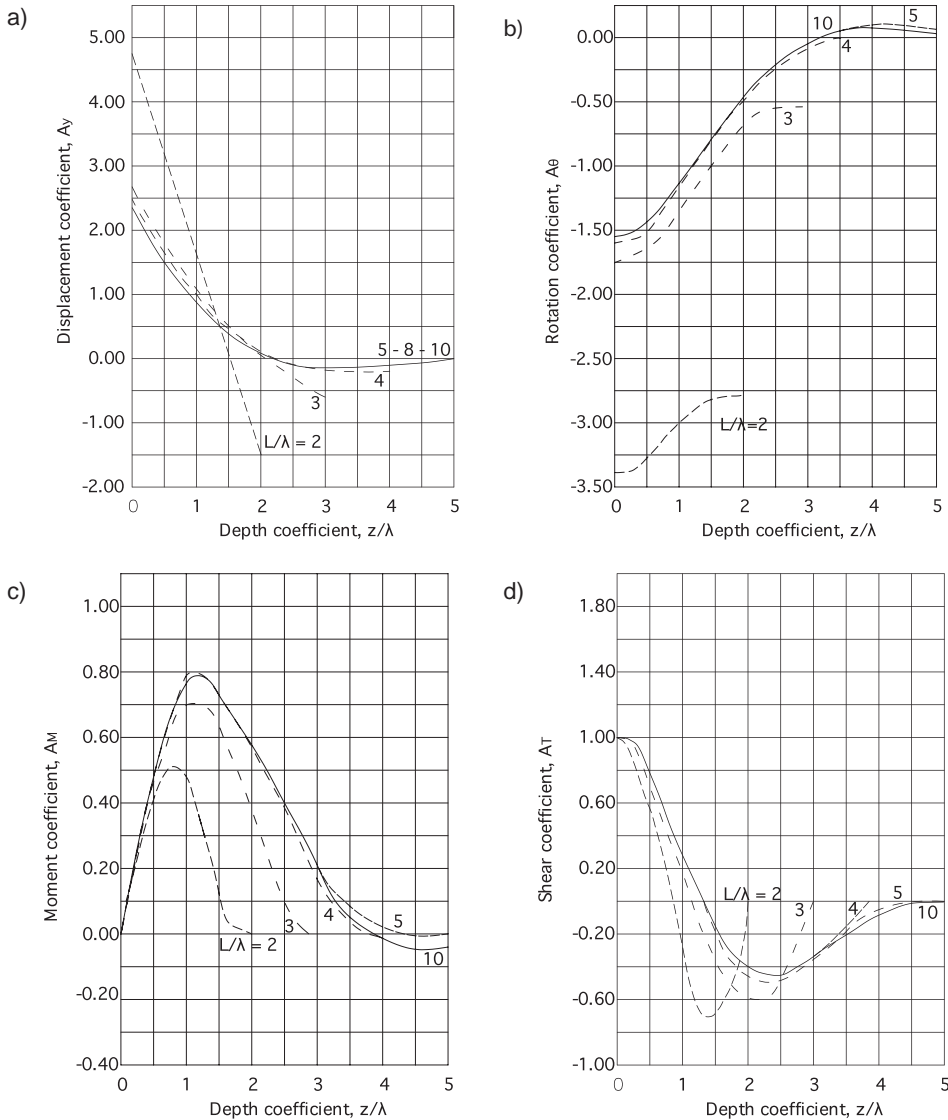 a)
5.00
4.00
3.00
2.00
1.00
0.00
-1.00
-2.00
Displacement coefficient, Ay
5 - 8 - 10
4
3
L/λ = 2
0 1 2 3 4 5
Depth coefficient, z/λ
b)
0.00
-0.50
-1.00
-1.50
-2.00
-2.50
-3.00
-3.50
Rotation coefficient, Aθ
10
5
4
3
L/λ=2
0 1 2 3 4 5
Depth coefficient, z/λ
c)
1.00
0.80
0.60
0.40
0.20
0.00
-0.20
-0.40
Moment coefficient, AM
L/λ = 2
3
4
5
10
0 1 2 3 4 5
Depth coefficient, z/λ
d)
1.80
1.40
1.00
0.60
0.20
-0.20
-0.60
-1.00
Shear coefficient, AT
L/λ = 2
3
4
5
10
0 1 2 3 4 5
Depth coefficient, z/λ